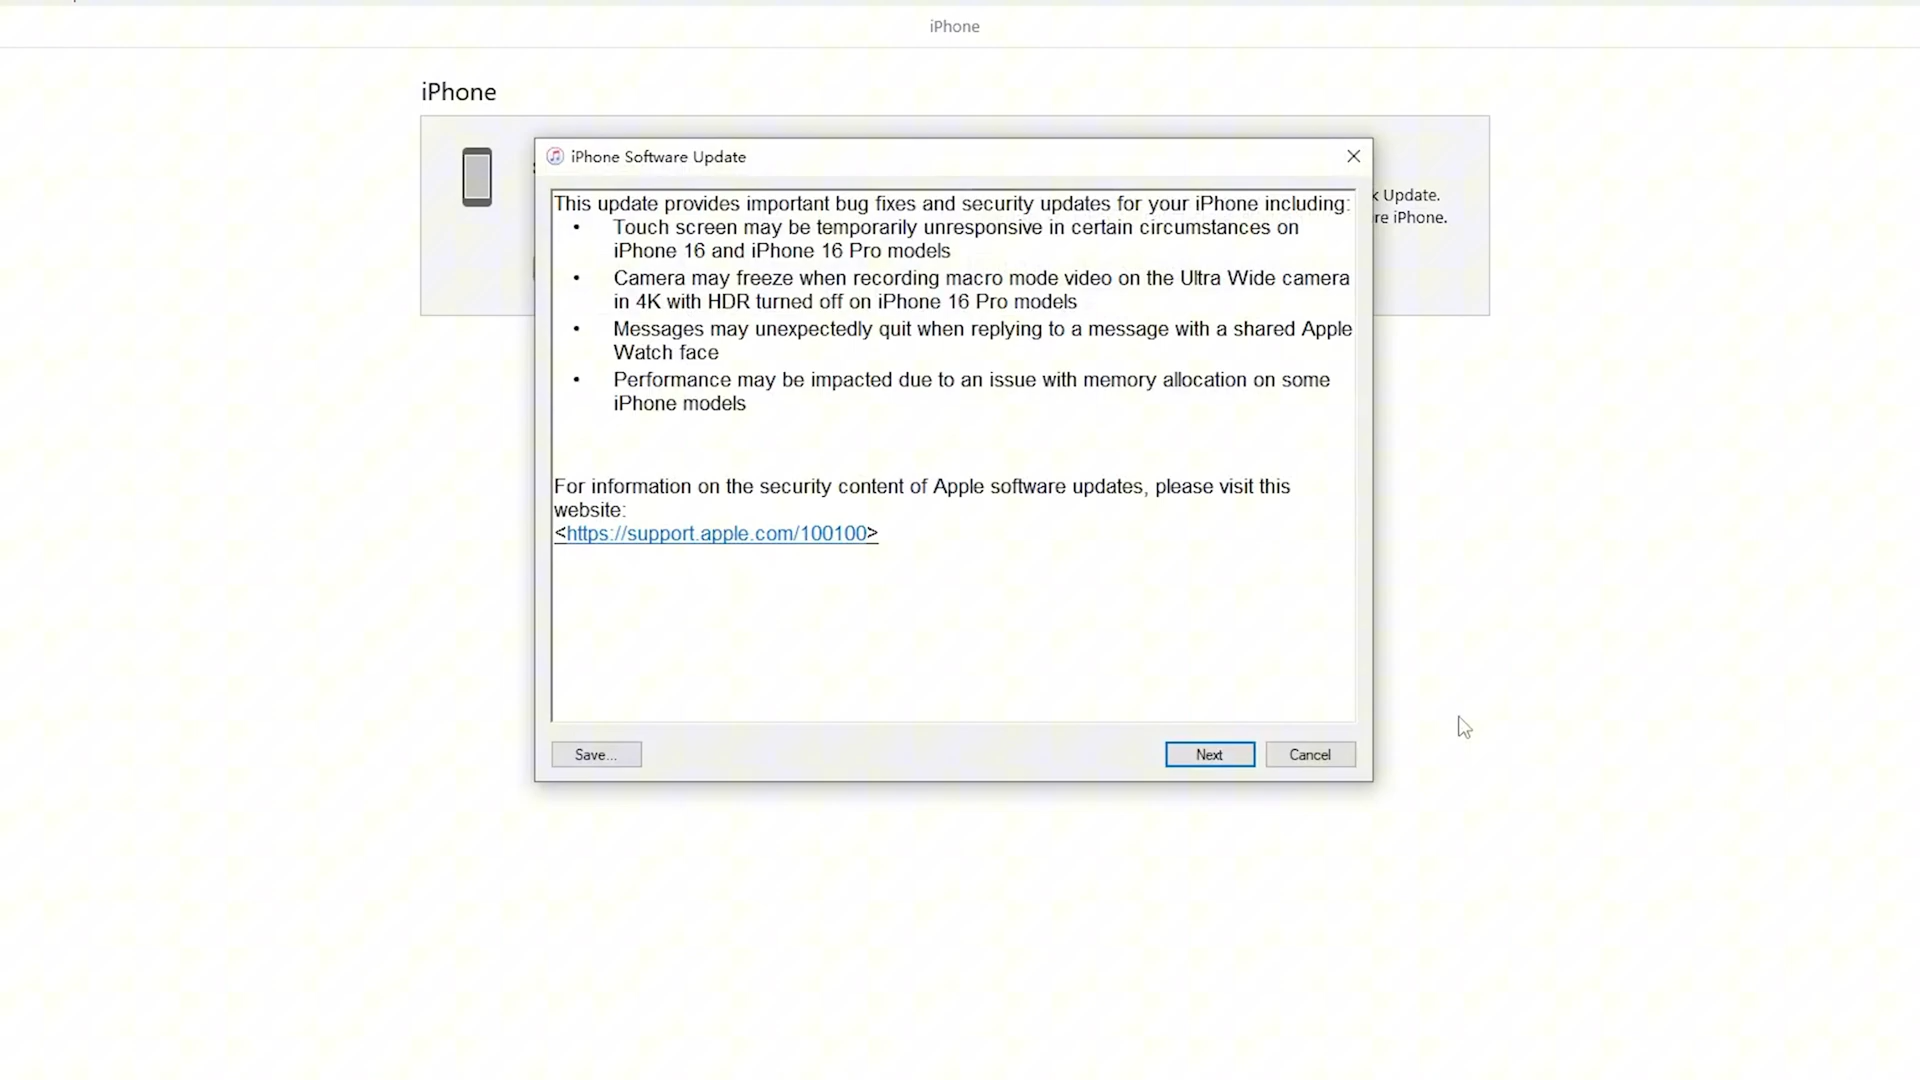 iPhone
iPhone
iPhone Software Update
k Update.
re iPhone.
This update provides important bug fixes and security updates for your iPhone including:
• Touch screen may be temporarily unresponsive in certain circumstances on
iPhone 16 and iPhone 16 Pro models
• Camera may freeze when recording macro mode video on the Ultra Wide camera
in 4K with HDR turned off on iPhone 16 Pro models
• Messages may unexpectedly quit when replying to a message with a shared Apple
Watch face
• Performance may be impacted due to an issue with memory allocation on some
iPhone models
For information on the security content of Apple software updates, please visit this
website:
<https://support.apple.com/100100>
Save...
Next
Cancel